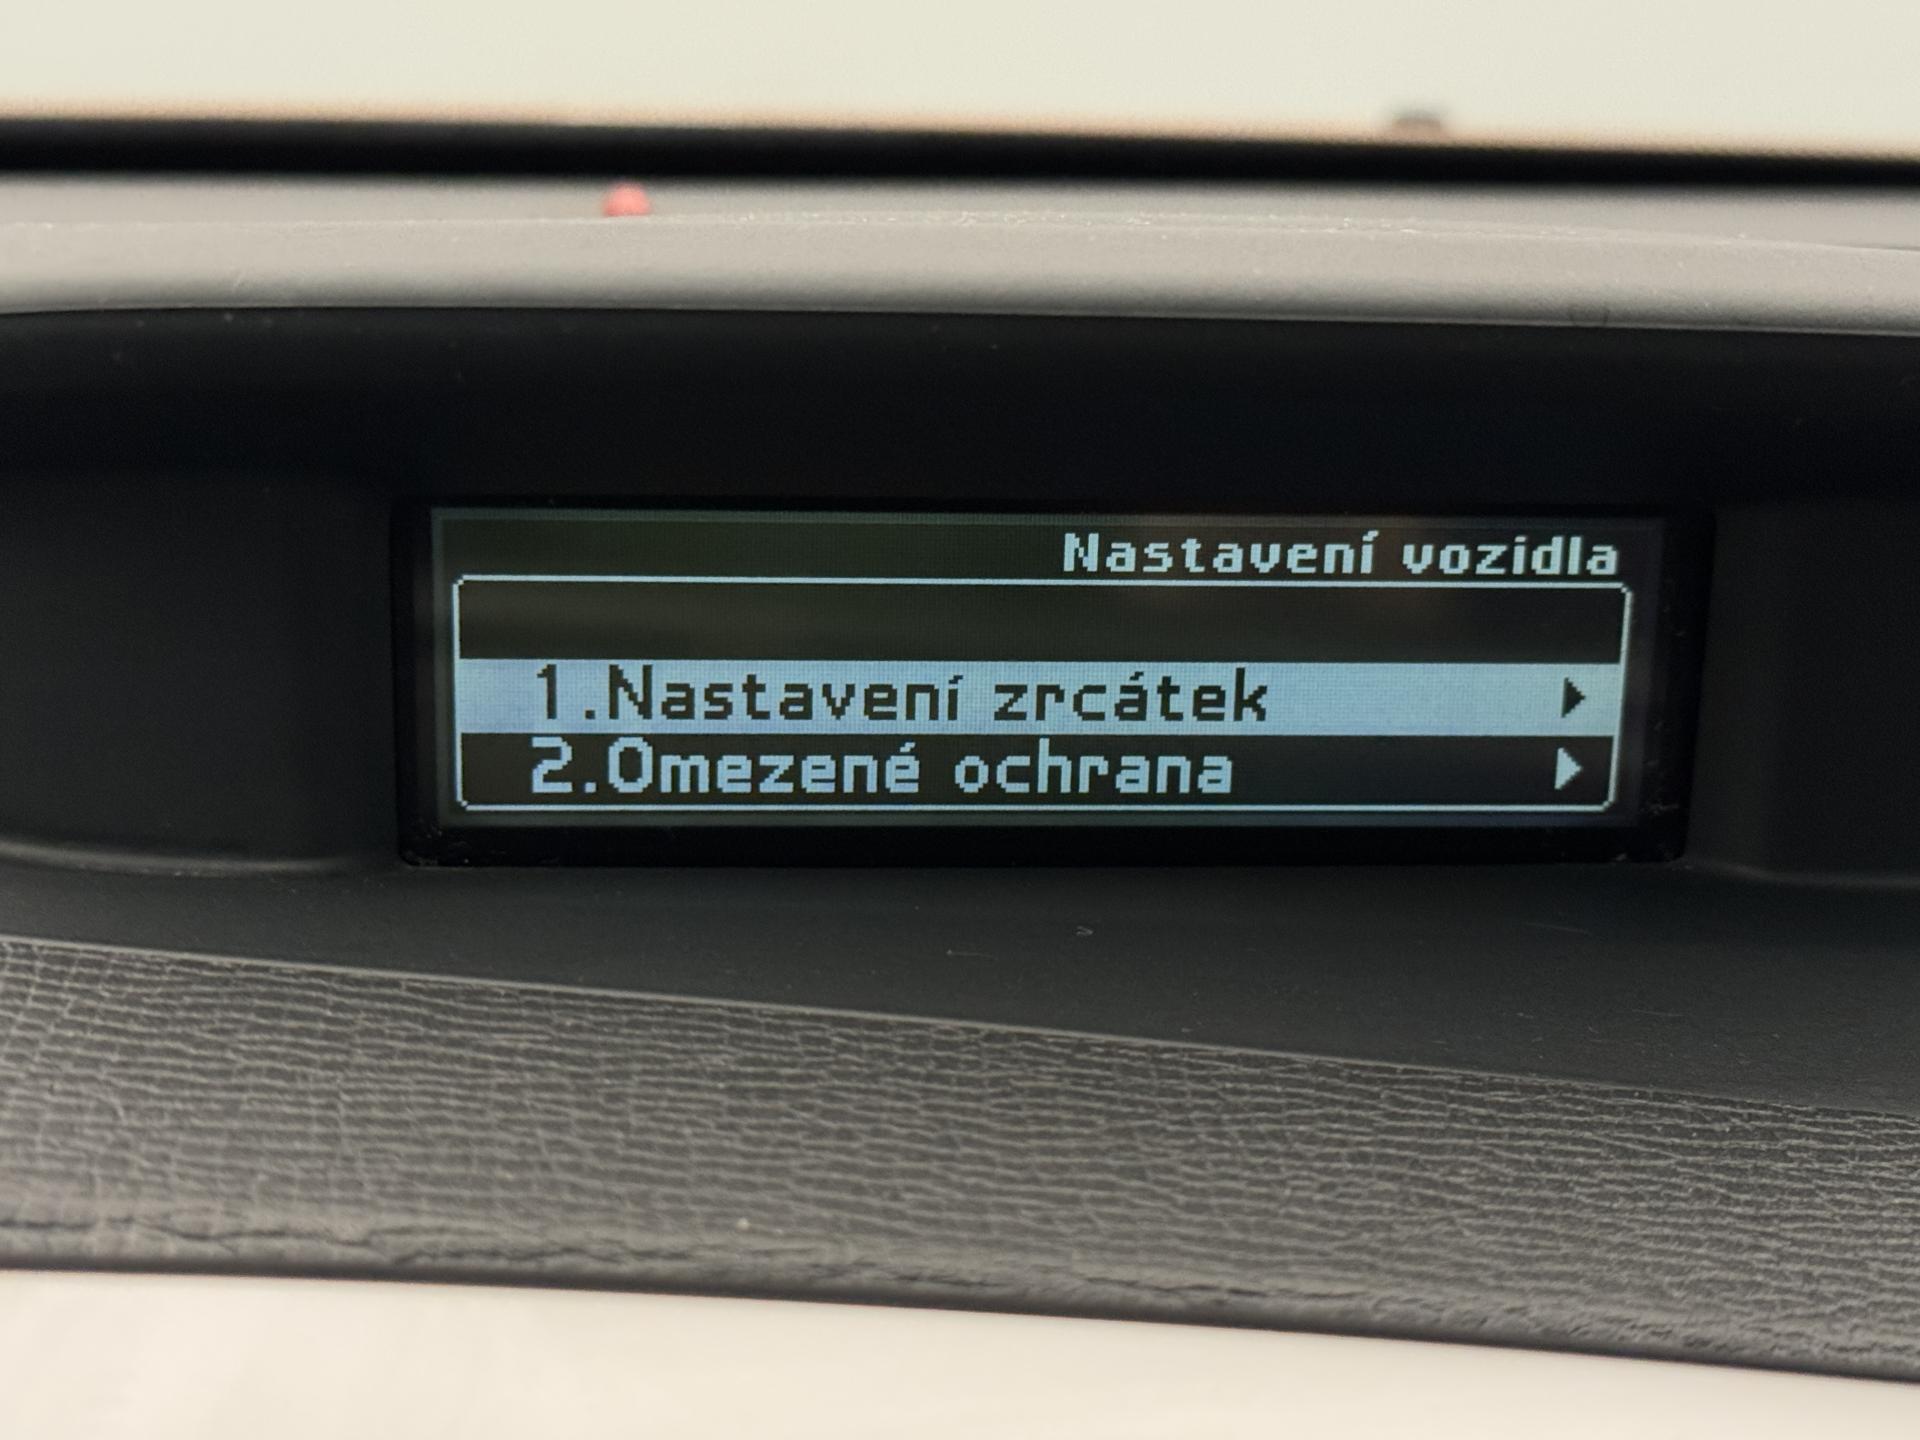 Nastavení vozidla
1.Nastavení zrcátek
2.Omezené ochrana